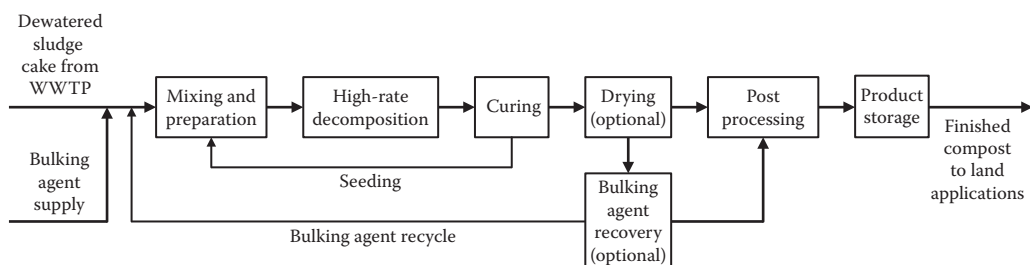 Dewatered
sludge
cake from
WWTP
Bulking
agent
supply
Mixing and
preparation
High-rate
decomposition
Curing
Drying
(optional)
Post
processing
Product
storage
Finished
compost
to land
applications
Seeding
Bulking
agent
recovery
(optional)
Bulking agent recycle